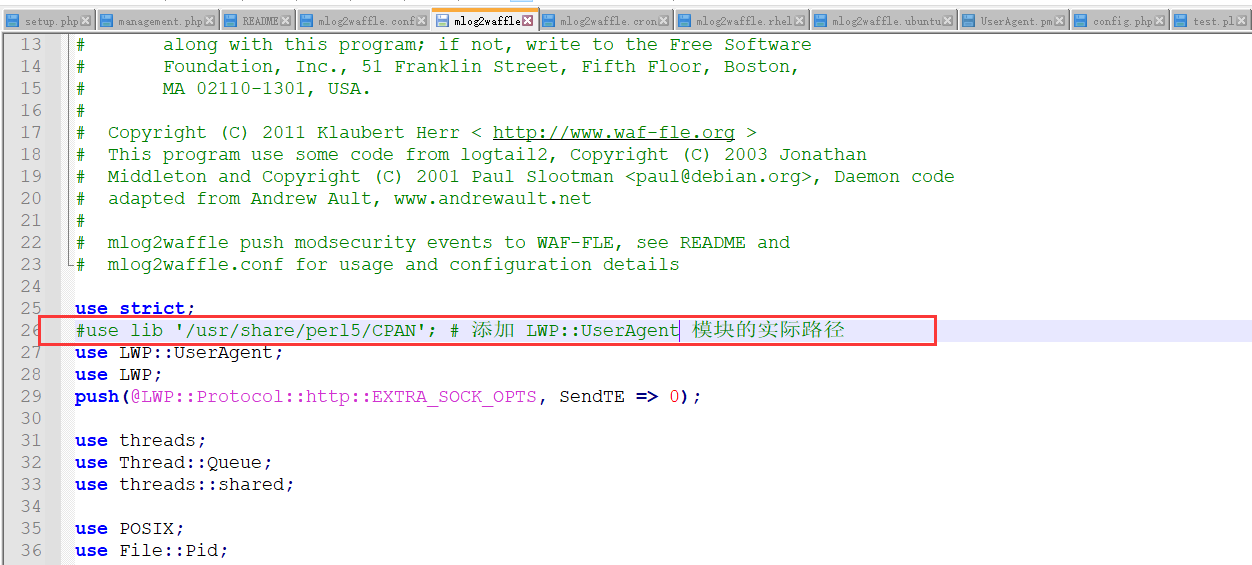 setup.php management.php README mlog2waffle.conf mlog2waffle mlog2waffle.cron mlog2waffle.rhel mlog2waffle.ubuntu UserAgent.pm config.php test.pl
13 # along with this program; if not, write to the Free Software
14 # Foundation, Inc., 51 Franklin Street, Fifth Floor, Boston,
15 # MA 02110-1301, USA.
16 #
17 # Copyright (C) 2011 Klaubert Herr < http://www.waf-fle.org >
18 # This program use some code from logtail2, Copyright (C) 2003 Jonathan
19 # Middleton and Copyright (C) 2001 Paul Slootman <paul@debian.org>, Daemon code
20 # adapted from Andrew Ault, www.andrewault.net
21 #
22 # mlog2waffle push modsecurity events to WAF-FLE, see README and
23 # mlog2waffle.conf for usage and configuration details
24
25 use strict;
26 #use lib '/usr/share/perl5/CPAN'; # 添加 LWP::UserAgent 模块的实际路径
27 use LWP::UserAgent;
28 use LWP;
29 push(@LWP::Protocol::http::EXTRA_SOCK_OPTS, SendTE => 0);
30
31 use threads;
32 use Thread::Queue;
33 use threads::shared;
34
35 use POSIX;
36 use File::Pid;